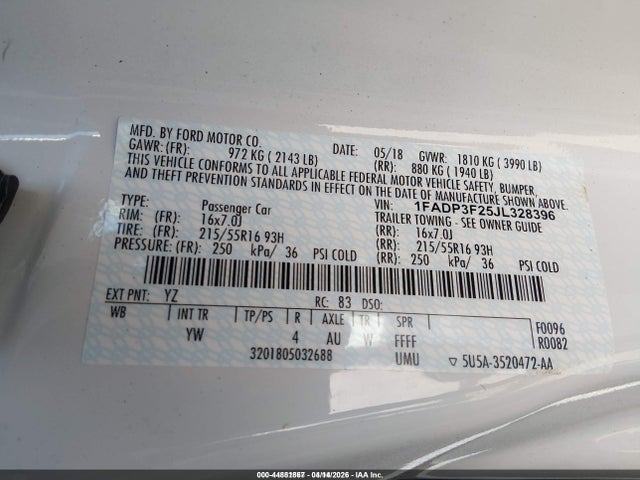 MFD. BY FORD MOTOR CO.
DATE: 05/18 GVWR: 1810 KG ( 3990 LB)
GAWR: (FR): 972 KG ( 2143 LB) (RR): 880 KG ( 1940 LB)
THIS VEHICLE CONFORMS TO ALL APPLICABLE FEDERAL MOTOR VEHICLE SAFETY, BUMPER,
AND THEFT PREVENTION STANDARDS IN EFFECT ON THE DATE OF MANUFACTURE SHOWN ABOVE.
VIN: 1FADP3F25JL328396
TYPE: Passenger Car TRAILER TOWING - SEE OWNER GUIDE
RIM: (FR): 16x7.0J (RR): 16x7.0J
TIRE: (FR): 215/55R16 93H (RR): 215/55R16 93H
PRESSURE: (FR): 250 kPa/ 36 PSI COLD (RR): 250 kPa/ 36 PSI COLD
EXT PNT: YZ RC: 83 DSO:
WB INT TR TP/PS R AXLE TR SPR F0096
YW 4 AU W FFFF R0082
3201805032688 UMU ▽ 5U5A-3520472-AA
- IAA Inc.